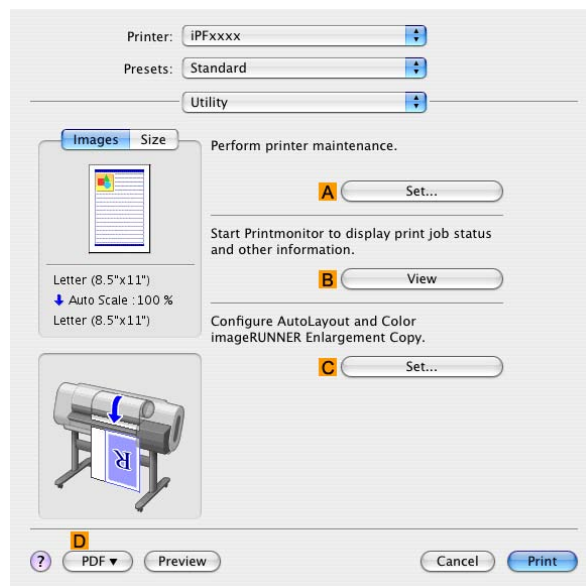 Printer: iPFxxxx
Presets: Standard
Utility
Images Size
Letter (8.5"x11")
Auto Scale :100 %
Letter (8.5"x11")
Perform printer maintenance.
A Set...
Start Printmonitor to display print job status
and other information.
B View
Configure AutoLayout and Color
imageRUNNER Enlargement Copy.
C Set...
R
D
? PDF▼ Preview Cancel Print